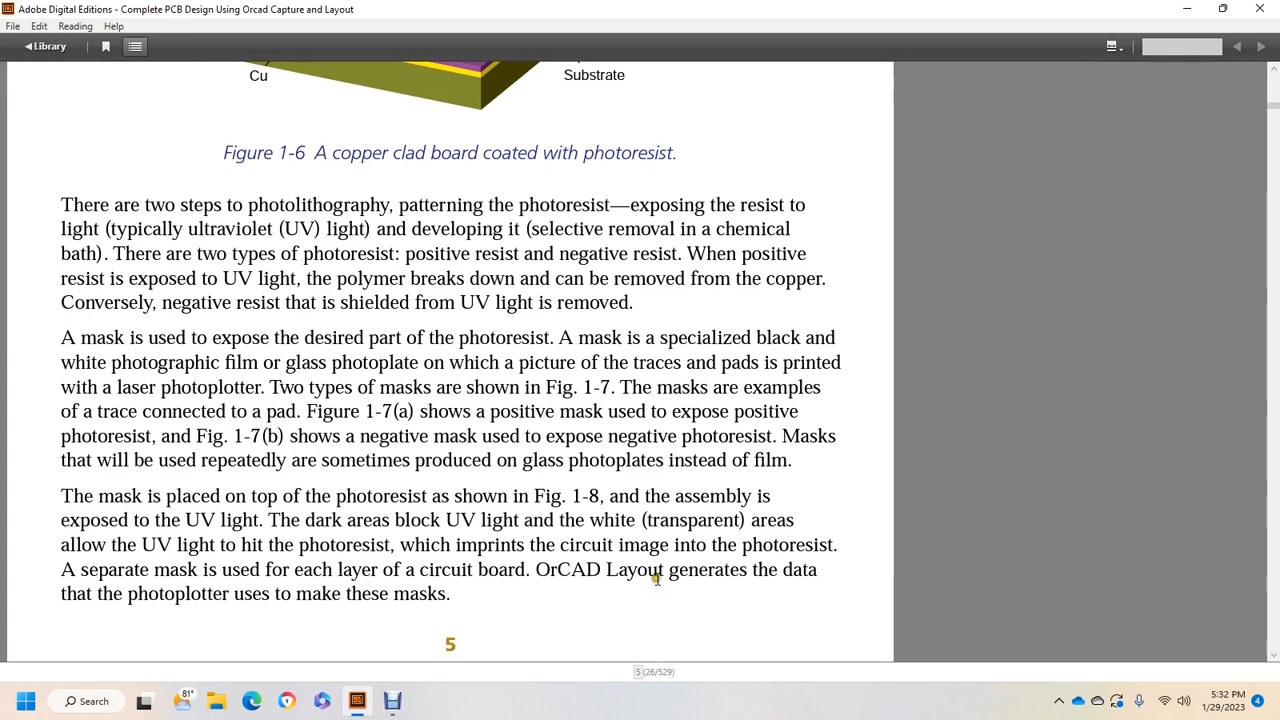 Adobe Digital Editions - Complete PCB Design Using Orcad Capture and Layout
File Edit Reading Help
Library
Cu
Substrate
Figure 1-6 A copper clad board coated with photoresist.
There are two steps to photolithography, patterning the photoresist—exposing the resist to
light (typically ultraviolet (UV) light) and developing it (selective removal in a chemical
bath). There are two types of photoresist: positive resist and negative resist. When positive
resist is exposed to UV light, the polymer breaks down and can be removed from the copper.
Conversely, negative resist that is shielded from UV light is removed.
A mask is used to expose the desired part of the photoresist. A mask is a specialized black and
white photographic film or glass photoplate on which a picture of the traces and pads is printed
with a laser photoplotter. Two types of masks are shown in Fig. 1-7. The masks are examples
of a trace connected to a pad. Figure 1-7(a) shows a positive mask used to expose positive
photoresist, and Fig. 1-7(b) shows a negative mask used to expose negative photoresist. Masks
that will be used repeatedly are sometimes produced on glass photoplates instead of film.
The mask is placed on top of the photoresist as shown in Fig. 1-8, and the assembly is
exposed to the UV light. The dark areas block UV light and the white (transparent) areas
allow the UV light to hit the photoresist, which imprints the circuit image into the photoresist.
A separate mask is used for each layer of a circuit board. OrCAD Layout generates the data
that the photoplotter uses to make these masks.
5
5 (26/529)
81°
Search
5:32 PM
1/29/2023
4